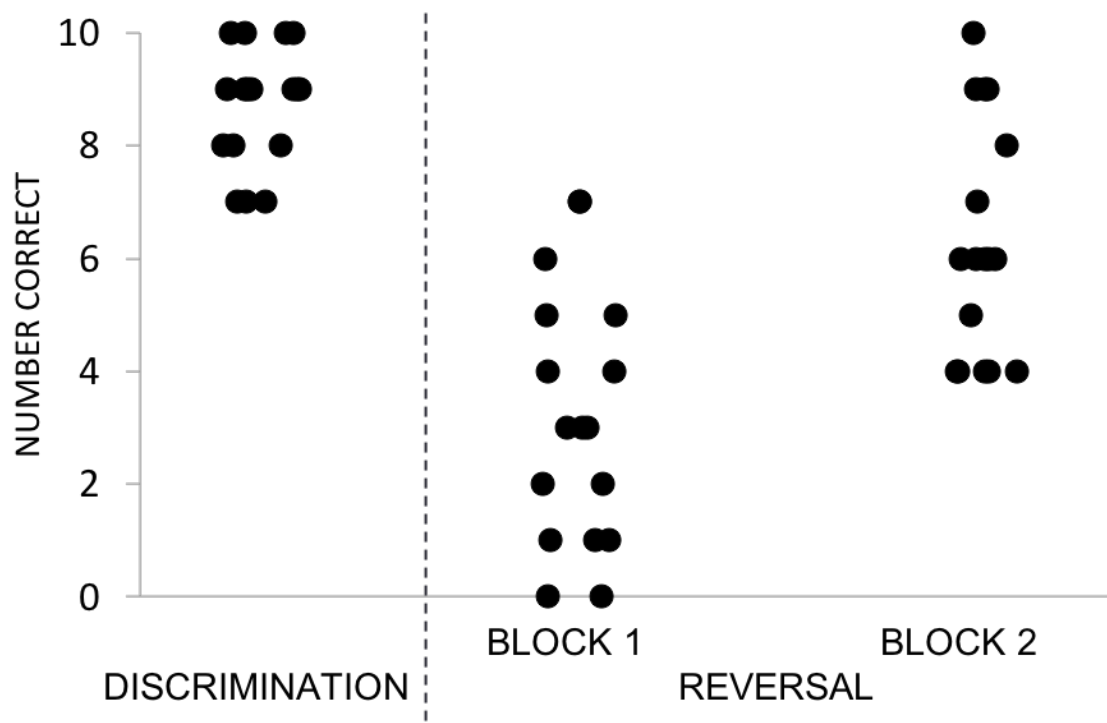 NUMBER CORRECT
10
8
6
4
2
0
BLOCK 1
BLOCK 2
DISCRIMINATION
REVERSAL